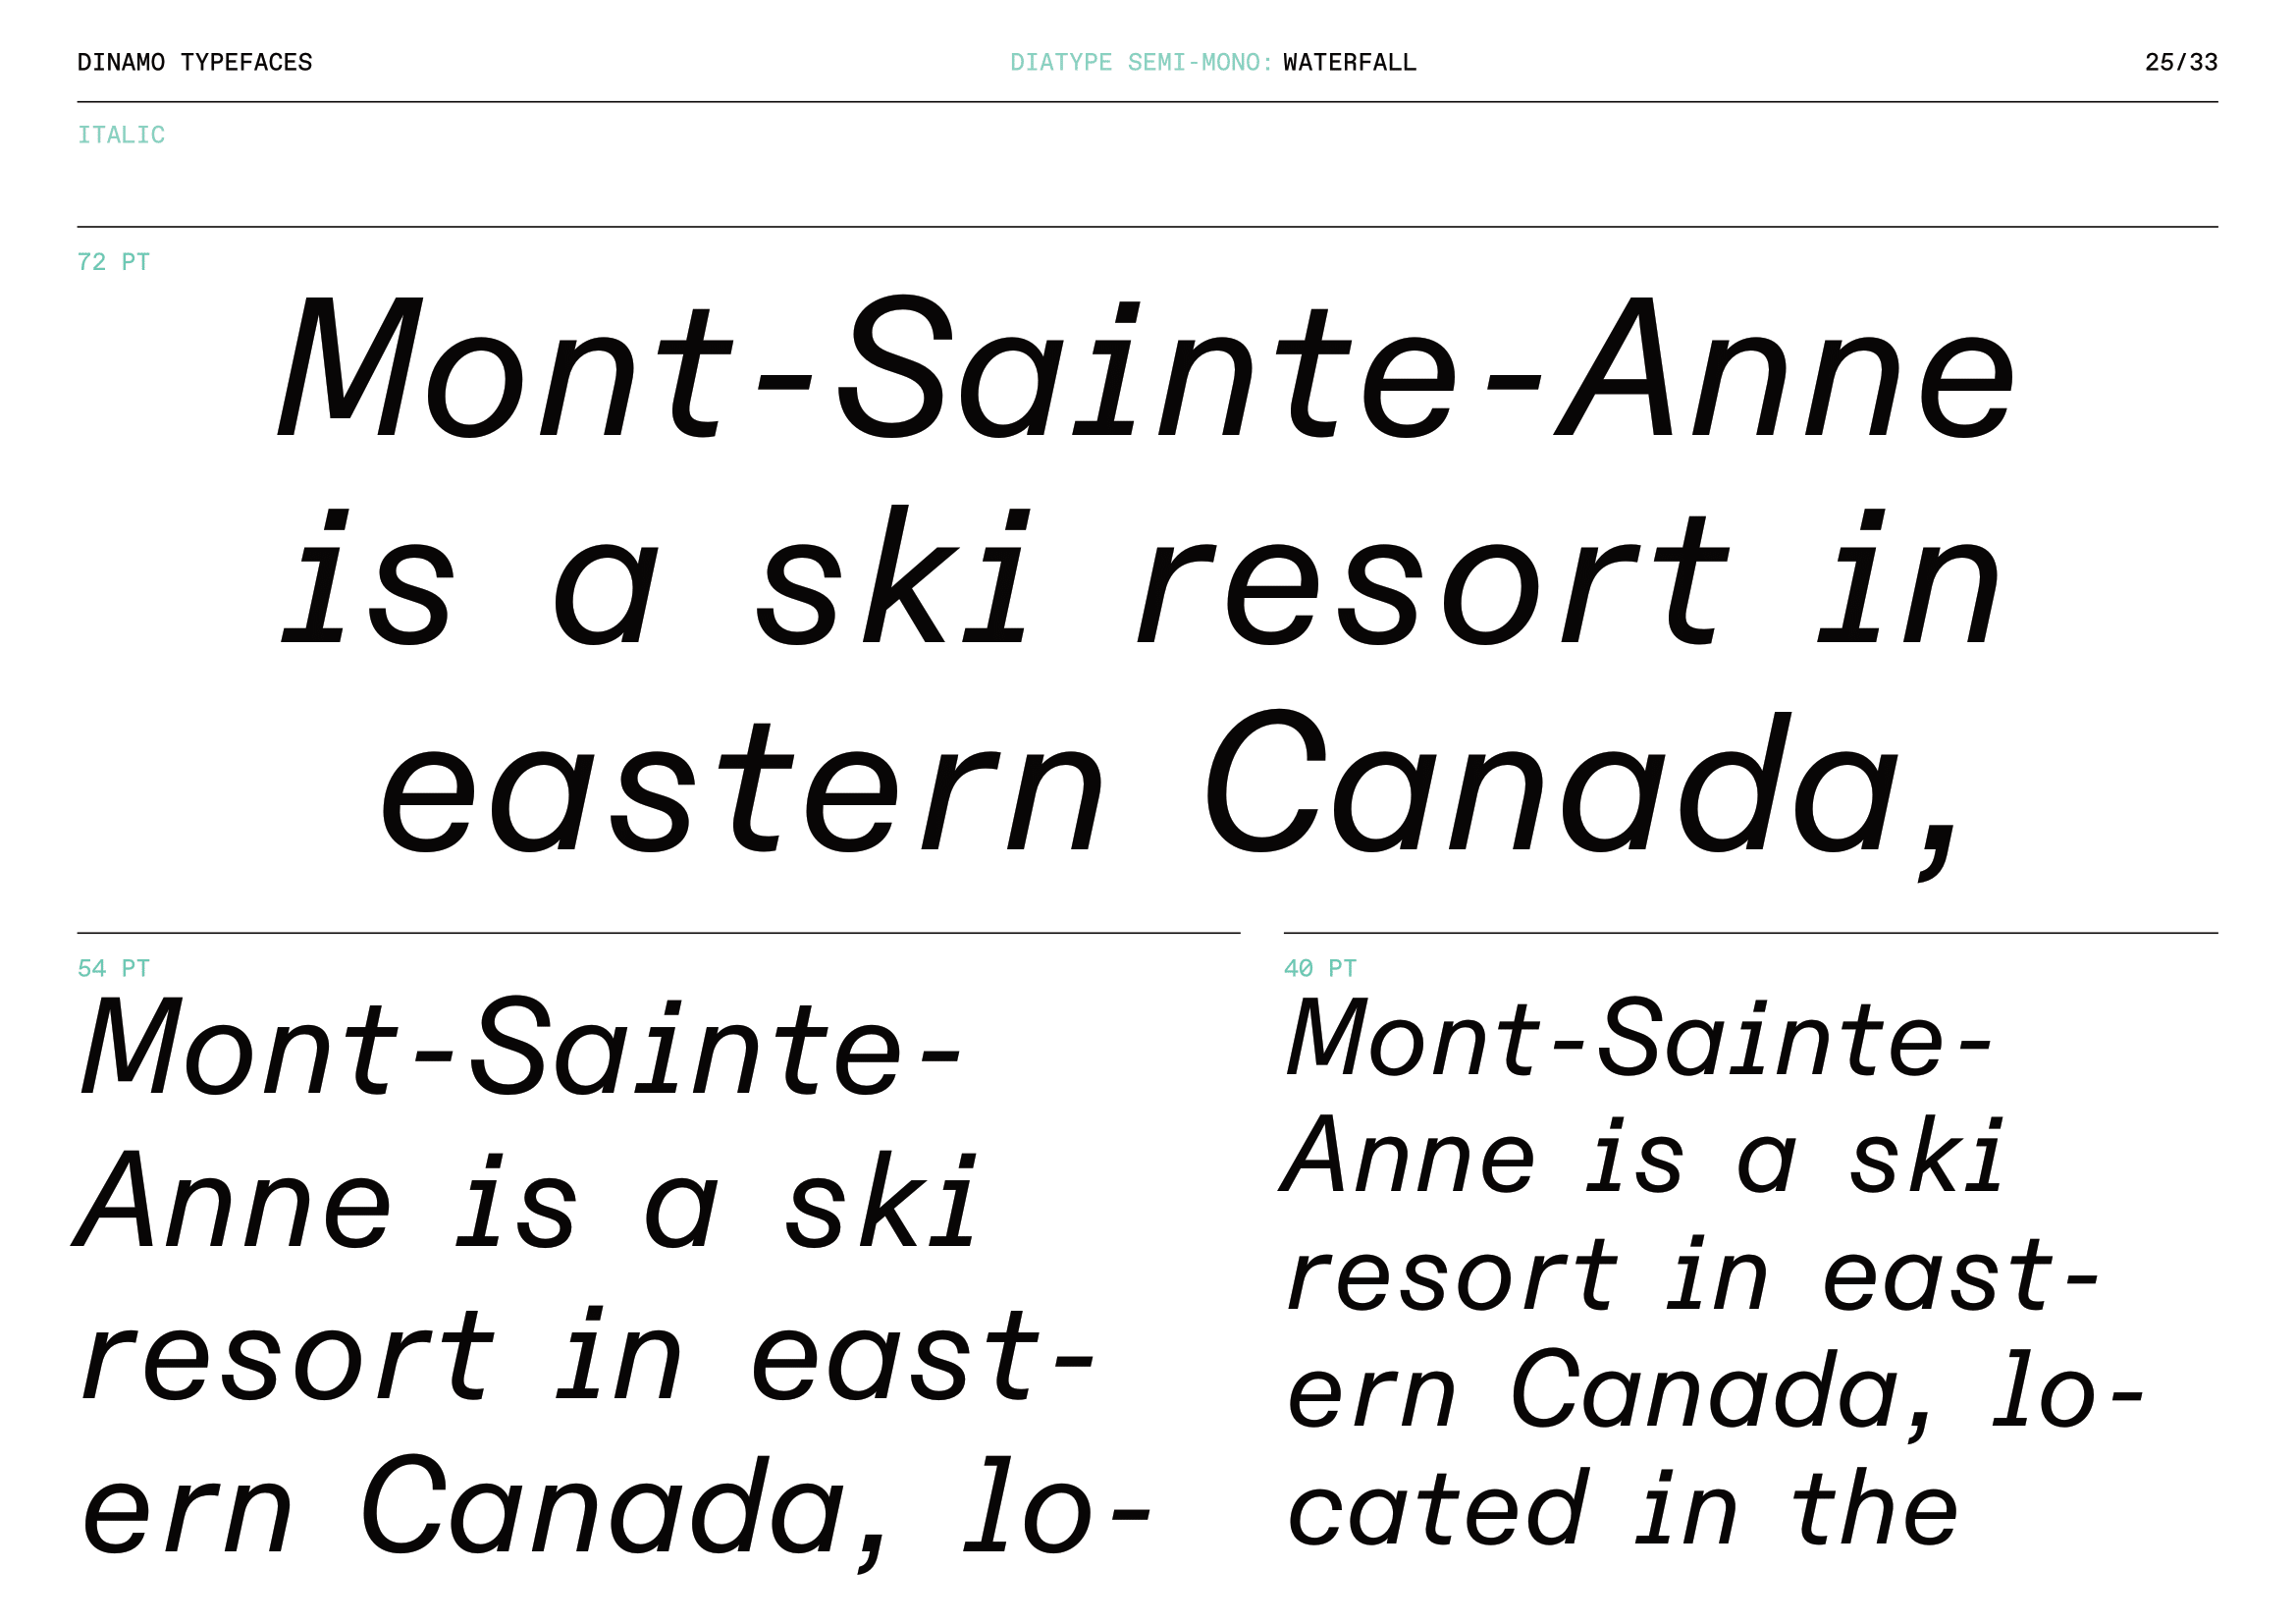 DINAMO TYPEFACES
DIATYPE SEMI-MONO: WATERFALL
25/33
ITALIC
72 PT
Mont-Sainte-Anne
is a ski resort in
eastern Canada,
54 PT
Mont-Sainte-
Anne is a ski
resort in east-
ern Canada, lo-
40 PT
Mont-Sainte-
Anne is a ski
resort in east-
ern Canada, lo-
cated in the